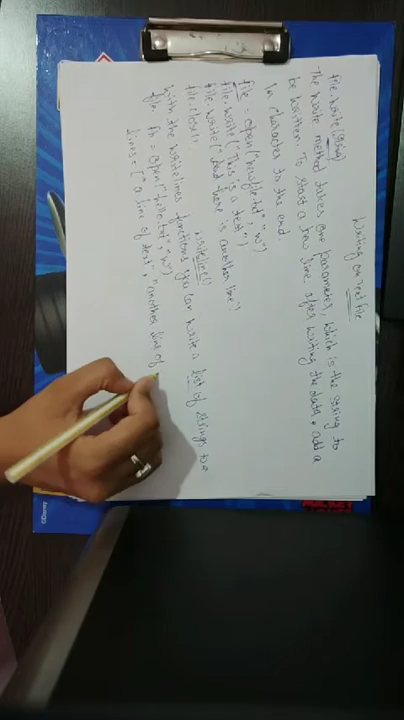 Writing on Text file
file.write(string)
The write method takes one parameter, which is the string to
be written. To start a new line after writing the data, add a
\n character to the end
file = open("newfile.txt", "w")
file.write("This is a test")
file.write("And here is another line")
file.close()
writeline()
With the writelines function you can write a list of strings to a
file. fh = open("hello.txt", "w")
lines = ["a line of text", "another line of